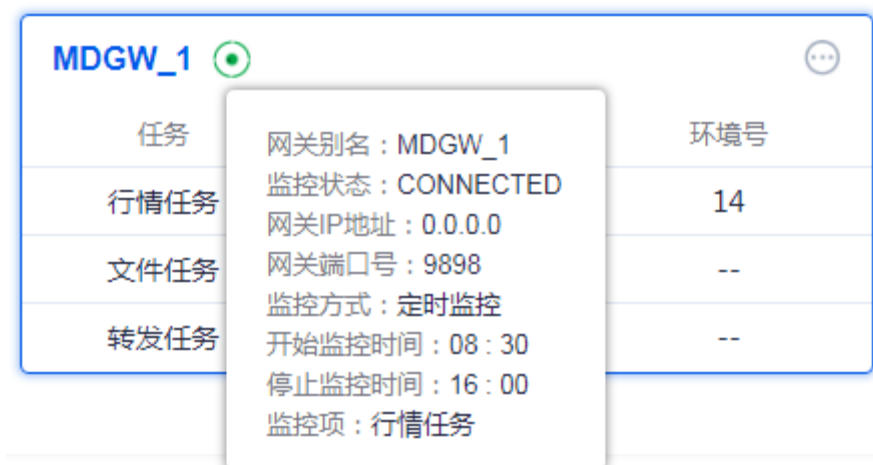 MDGW_1
任务 环境号
网关别名：MDGW_1
监控状态：CONNECTED
行情任务 14
网关IP地址：0.0.0.0
网关端口号：9898
文件任务 --
监控方式：定时监控
转发任务 --
开始监控时间：08 : 30
停止监控时间：16 : 00
监控项：行情任务